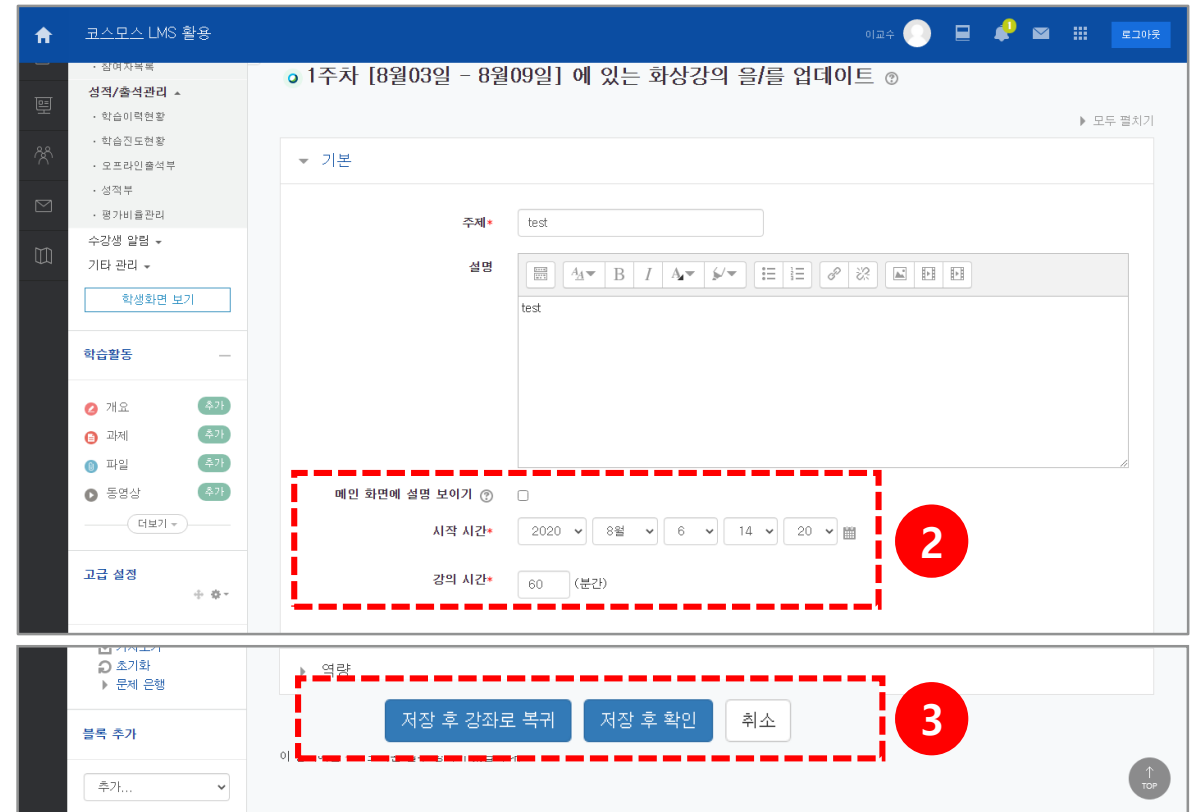 코스모스 LMS 활용
이교수
1
로그아웃
· 참여자목록
성적/출석관리
· 학습이력현황
· 학습진도현황
· 오프라인출석부
· 성적부
· 평가비율관리
수강생 알림
기타 관리
학생화면 보기
학습활동
개요 추가
과제 추가
파일 추가
동영상 추가
더보기
고급 설정
1주차 [8월03일 - 8월09일] 에 있는 화상강의 을/를 업데이트
모두 펼치기
기본
주제*
test
설명
test
메인 화면에 설명 보이기
시작 시간* 2020 8월 6 14 20
강의 시간* 60 (분간)
2
초기화
문제 은행
블록 추가
추가...
역량
저장 후 강좌로 복귀
저장 후 확인
취소
3
이
TOP